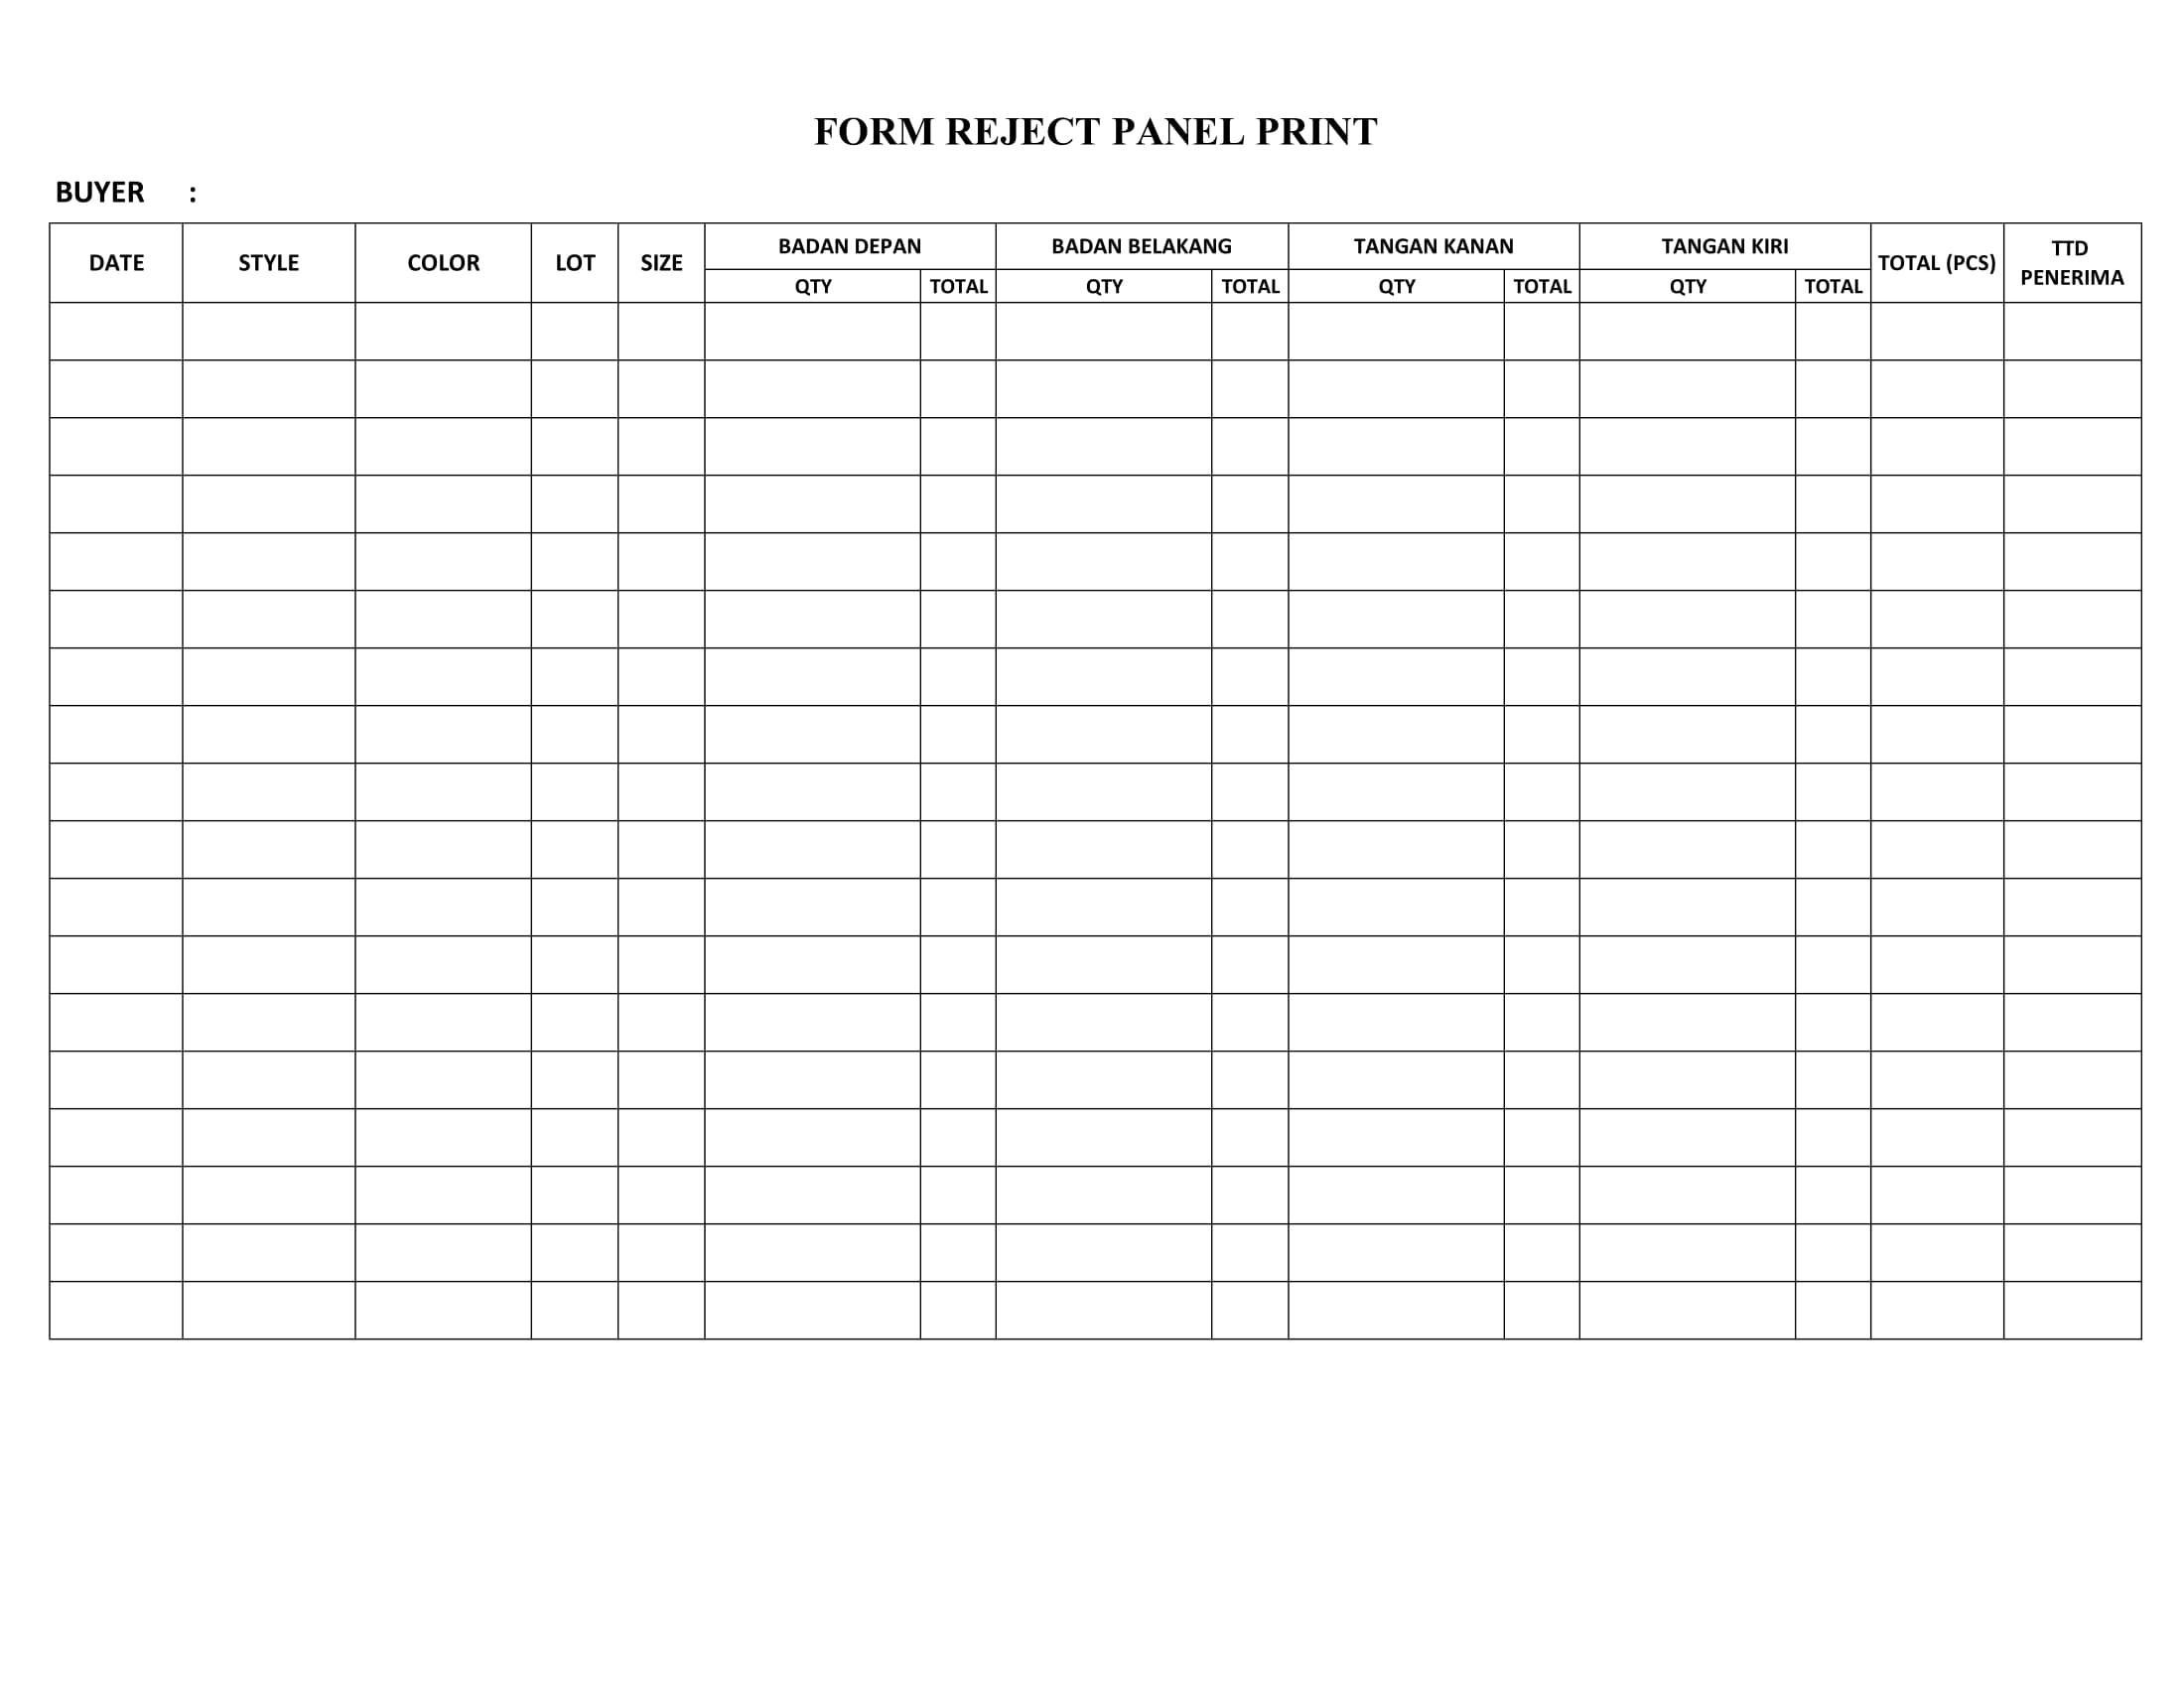 FORM REJECT PANEL PRINT
BUYER :
DATE STYLE COLOR LOT SIZE BADAN DEPAN BADAN BELAKANG TANGAN KANAN TANGAN KIRI TOTAL (PCS) TTD PENERIMA
QTY TOTAL QTY TOTAL QTY TOTAL QTY TOTAL